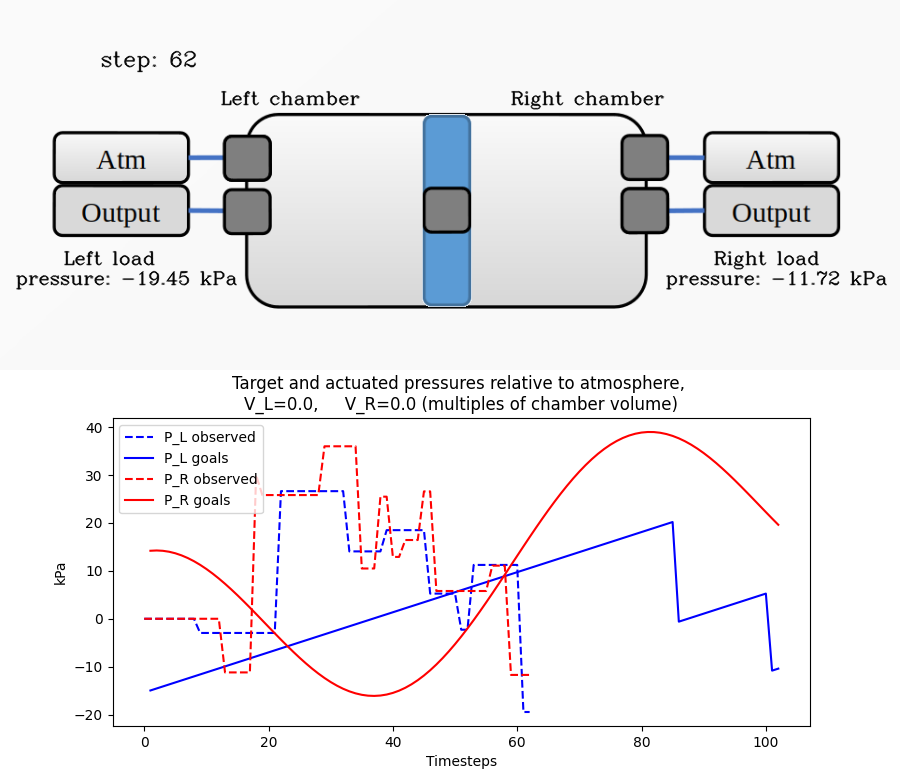 step: 62
Left chamber
Right chamber
Atm
Atm
Output
Output
Left load
pressure: −19.45 kPa
Right load
pressure: −11.72 kPa
Target and actuated pressures relative to atmosphere,
V_L=0.0,     V_R=0.0 (multiples of chamber volume)
P_L observed
P_L goals
P_R observed
P_R goals
kPa
40
30
20
10
0
−10
−20
0
20
40
60
80
100
Timesteps